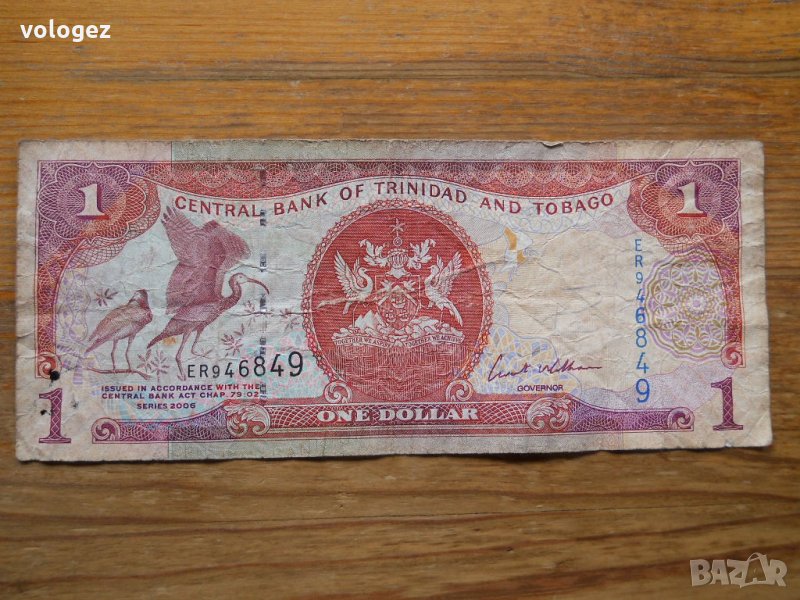 vologez
1 1
CENTRAL BANK OF TRINIDAD AND TOBAGO
ER946849
ER946849
ISSUED IN ACCORDANCE WITH THE
CENTRAL BANK ACT CHAP. 79:02
SERIES 2006
GOVERNOR
1 ONE DOLLAR 1
BAZAR